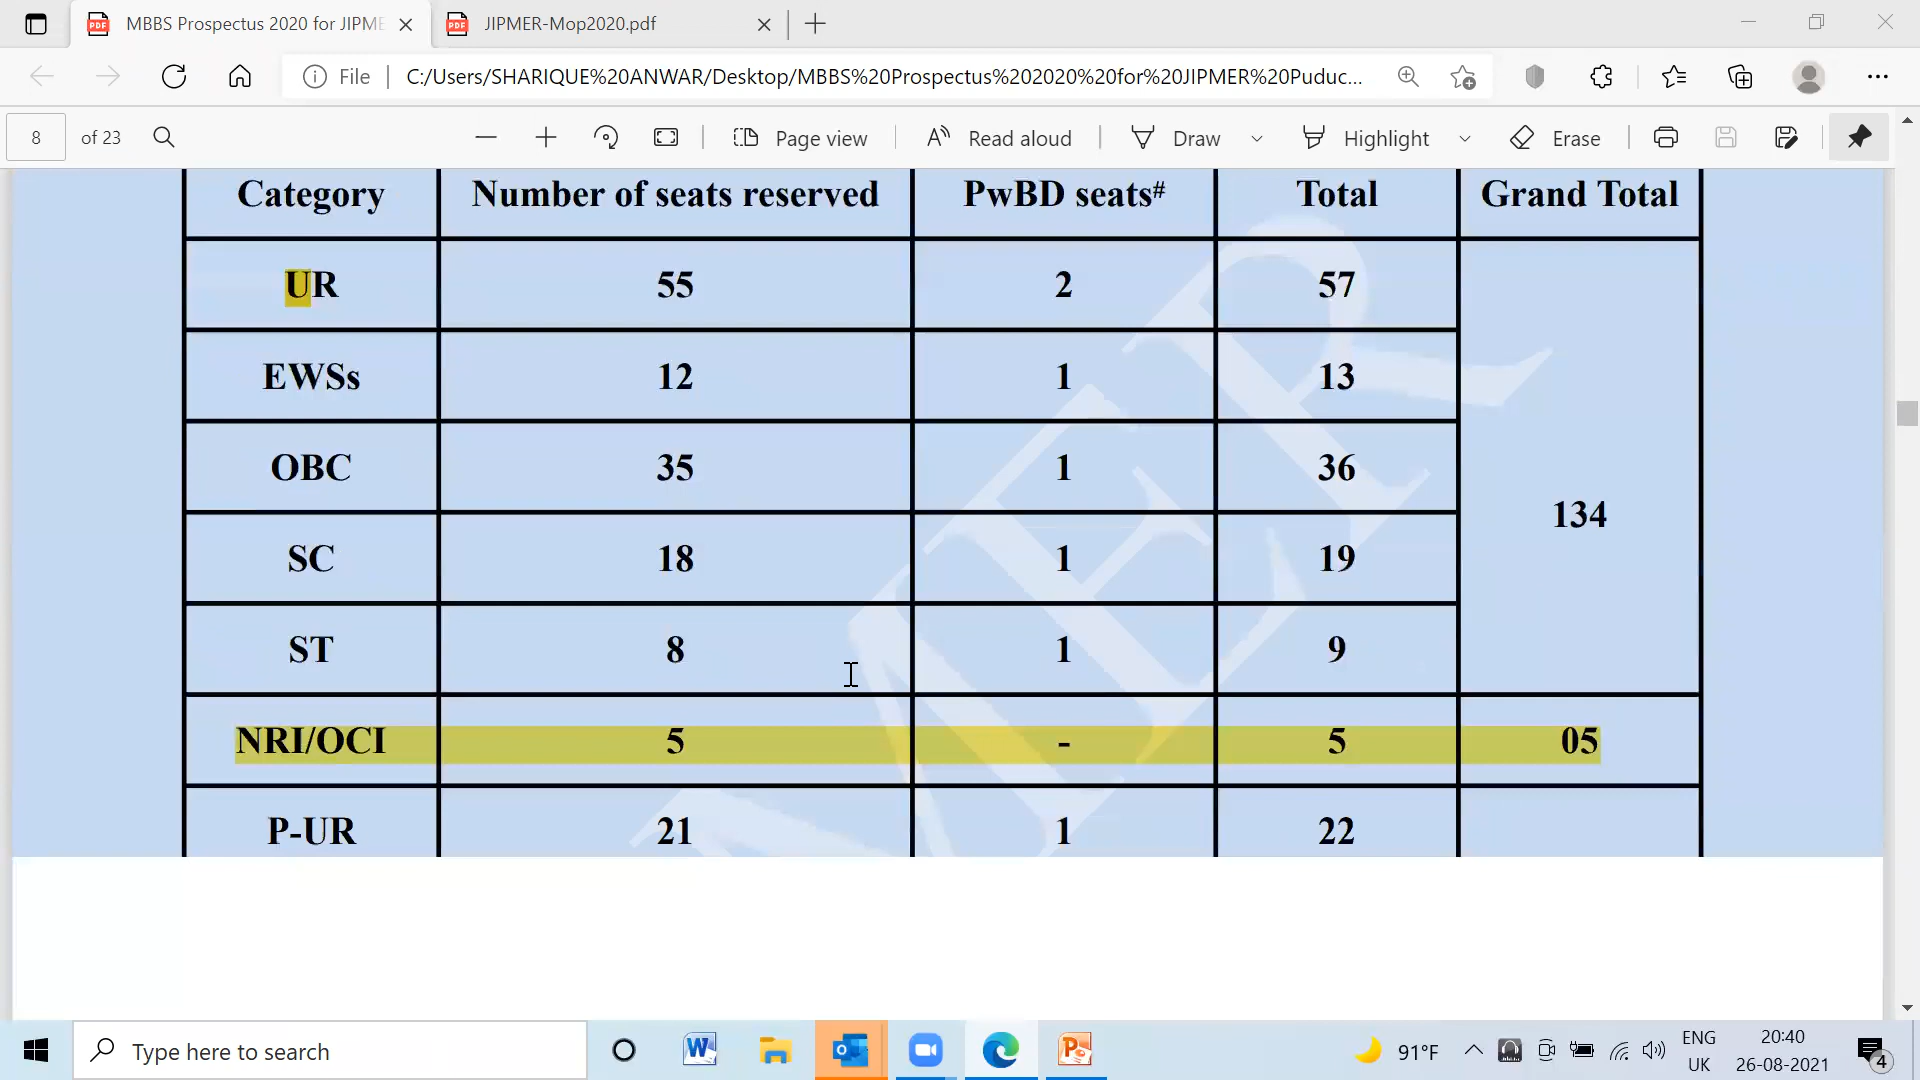 MBBS Prospectus 2020 for JIPME
JIPMER-Mop2020.pdf
File
C:/Users/SHARIQUE%20ANWAR/Desktop/MBBS%20Prospectus%202020%20for%20JIPMER%20Puduc...
8 of 23
Page view
Read aloud
Draw
Highlight
Erase
Category Number of seats reserved PwBD seats# Total Grand Total
UR 55 2 57
EWSs 12 1 13
OBC 35 1 36
134
SC 18 1 19
ST 8 1 9
NRI/OCI 5 - 5 05
P-UR 21 1 22
MER
Type here to search
91°F
ENG
UK
20:40
26-08-2021
4